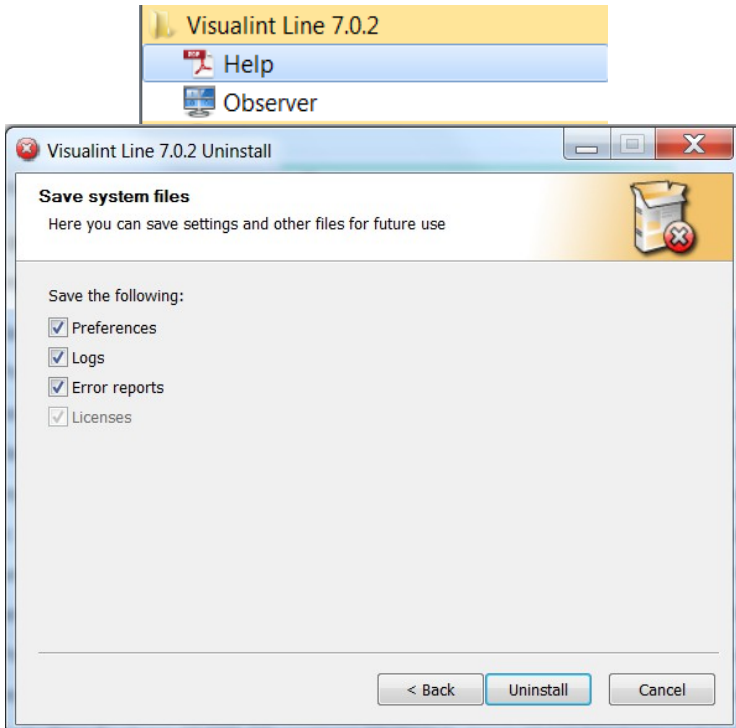 Visualint Line 7.0.2
Help
Observer
Visualint Line 7.0.2 Uninstall
Save system files
Here you can save settings and other files for future use
Save the following:
Preferences
Logs
Error reports
Licenses
< Back Uninstall Cancel